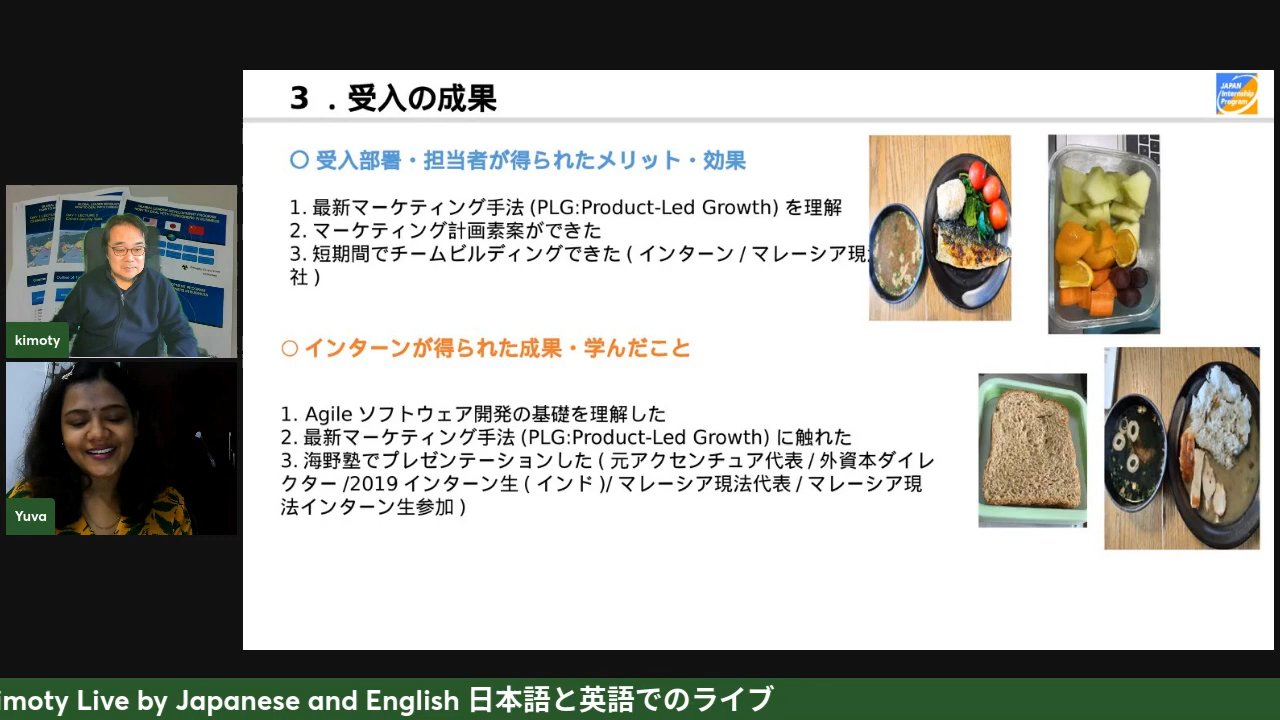 3 ．受入の成果
JAPAN
Internship
Program
〇 受入部署・担当者が得られたメリット・効果
1. 最新マーケティング手法 (PLG:Product-Led Growth) を理解
2. マーケティング計画素案ができた
3. 短期間でチームビルディングできた ( インターン / マレーシア現
社 )
〇 インターンが得られた成果・学んだこと
1. Agile ソフトウェア開発の基礎を理解した
2. 最新マーケティング手法 (PLG:Product-Led Growth) に触れた
3. 海野塾でプレゼンテーションした ( 元アクセンチュア代表 / 外資本ダイレ
クター /2019 インターン生 ( インド )/ マレーシア現法代表 / マレーシア現
法インターン生参加 )
kimoty
Yuva
imoty Live by Japanese and English 日本語と英語でのライブ